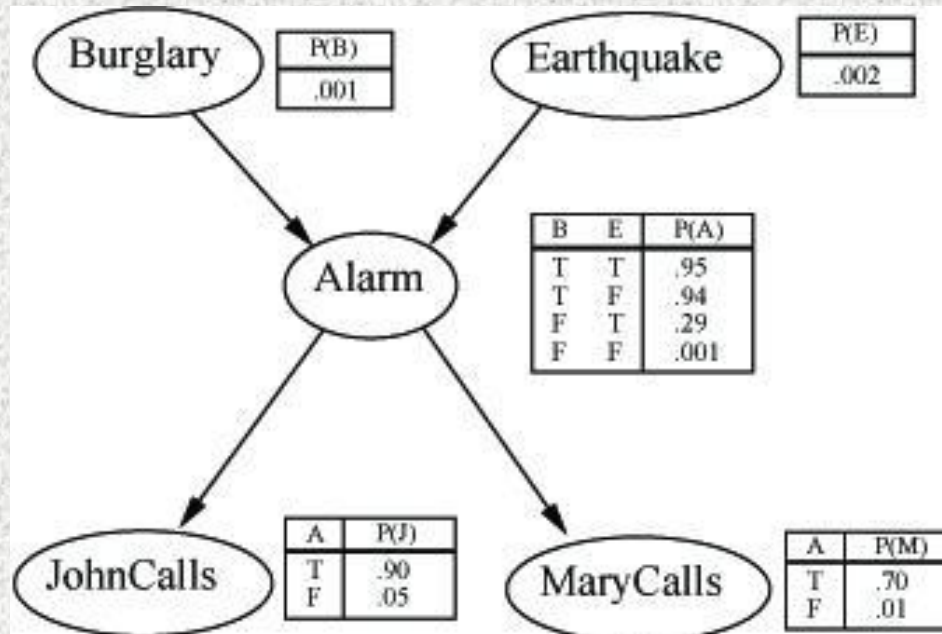 Burglary
P(B)
.001
Earthquake
P(E)
.002
Alarm
B E P(A)
T T .95
T F .94
F T .29
F F .001
JohnCalls
A P(J)
T .90
F .05
MaryCalls
A P(M)
T .70
F .01